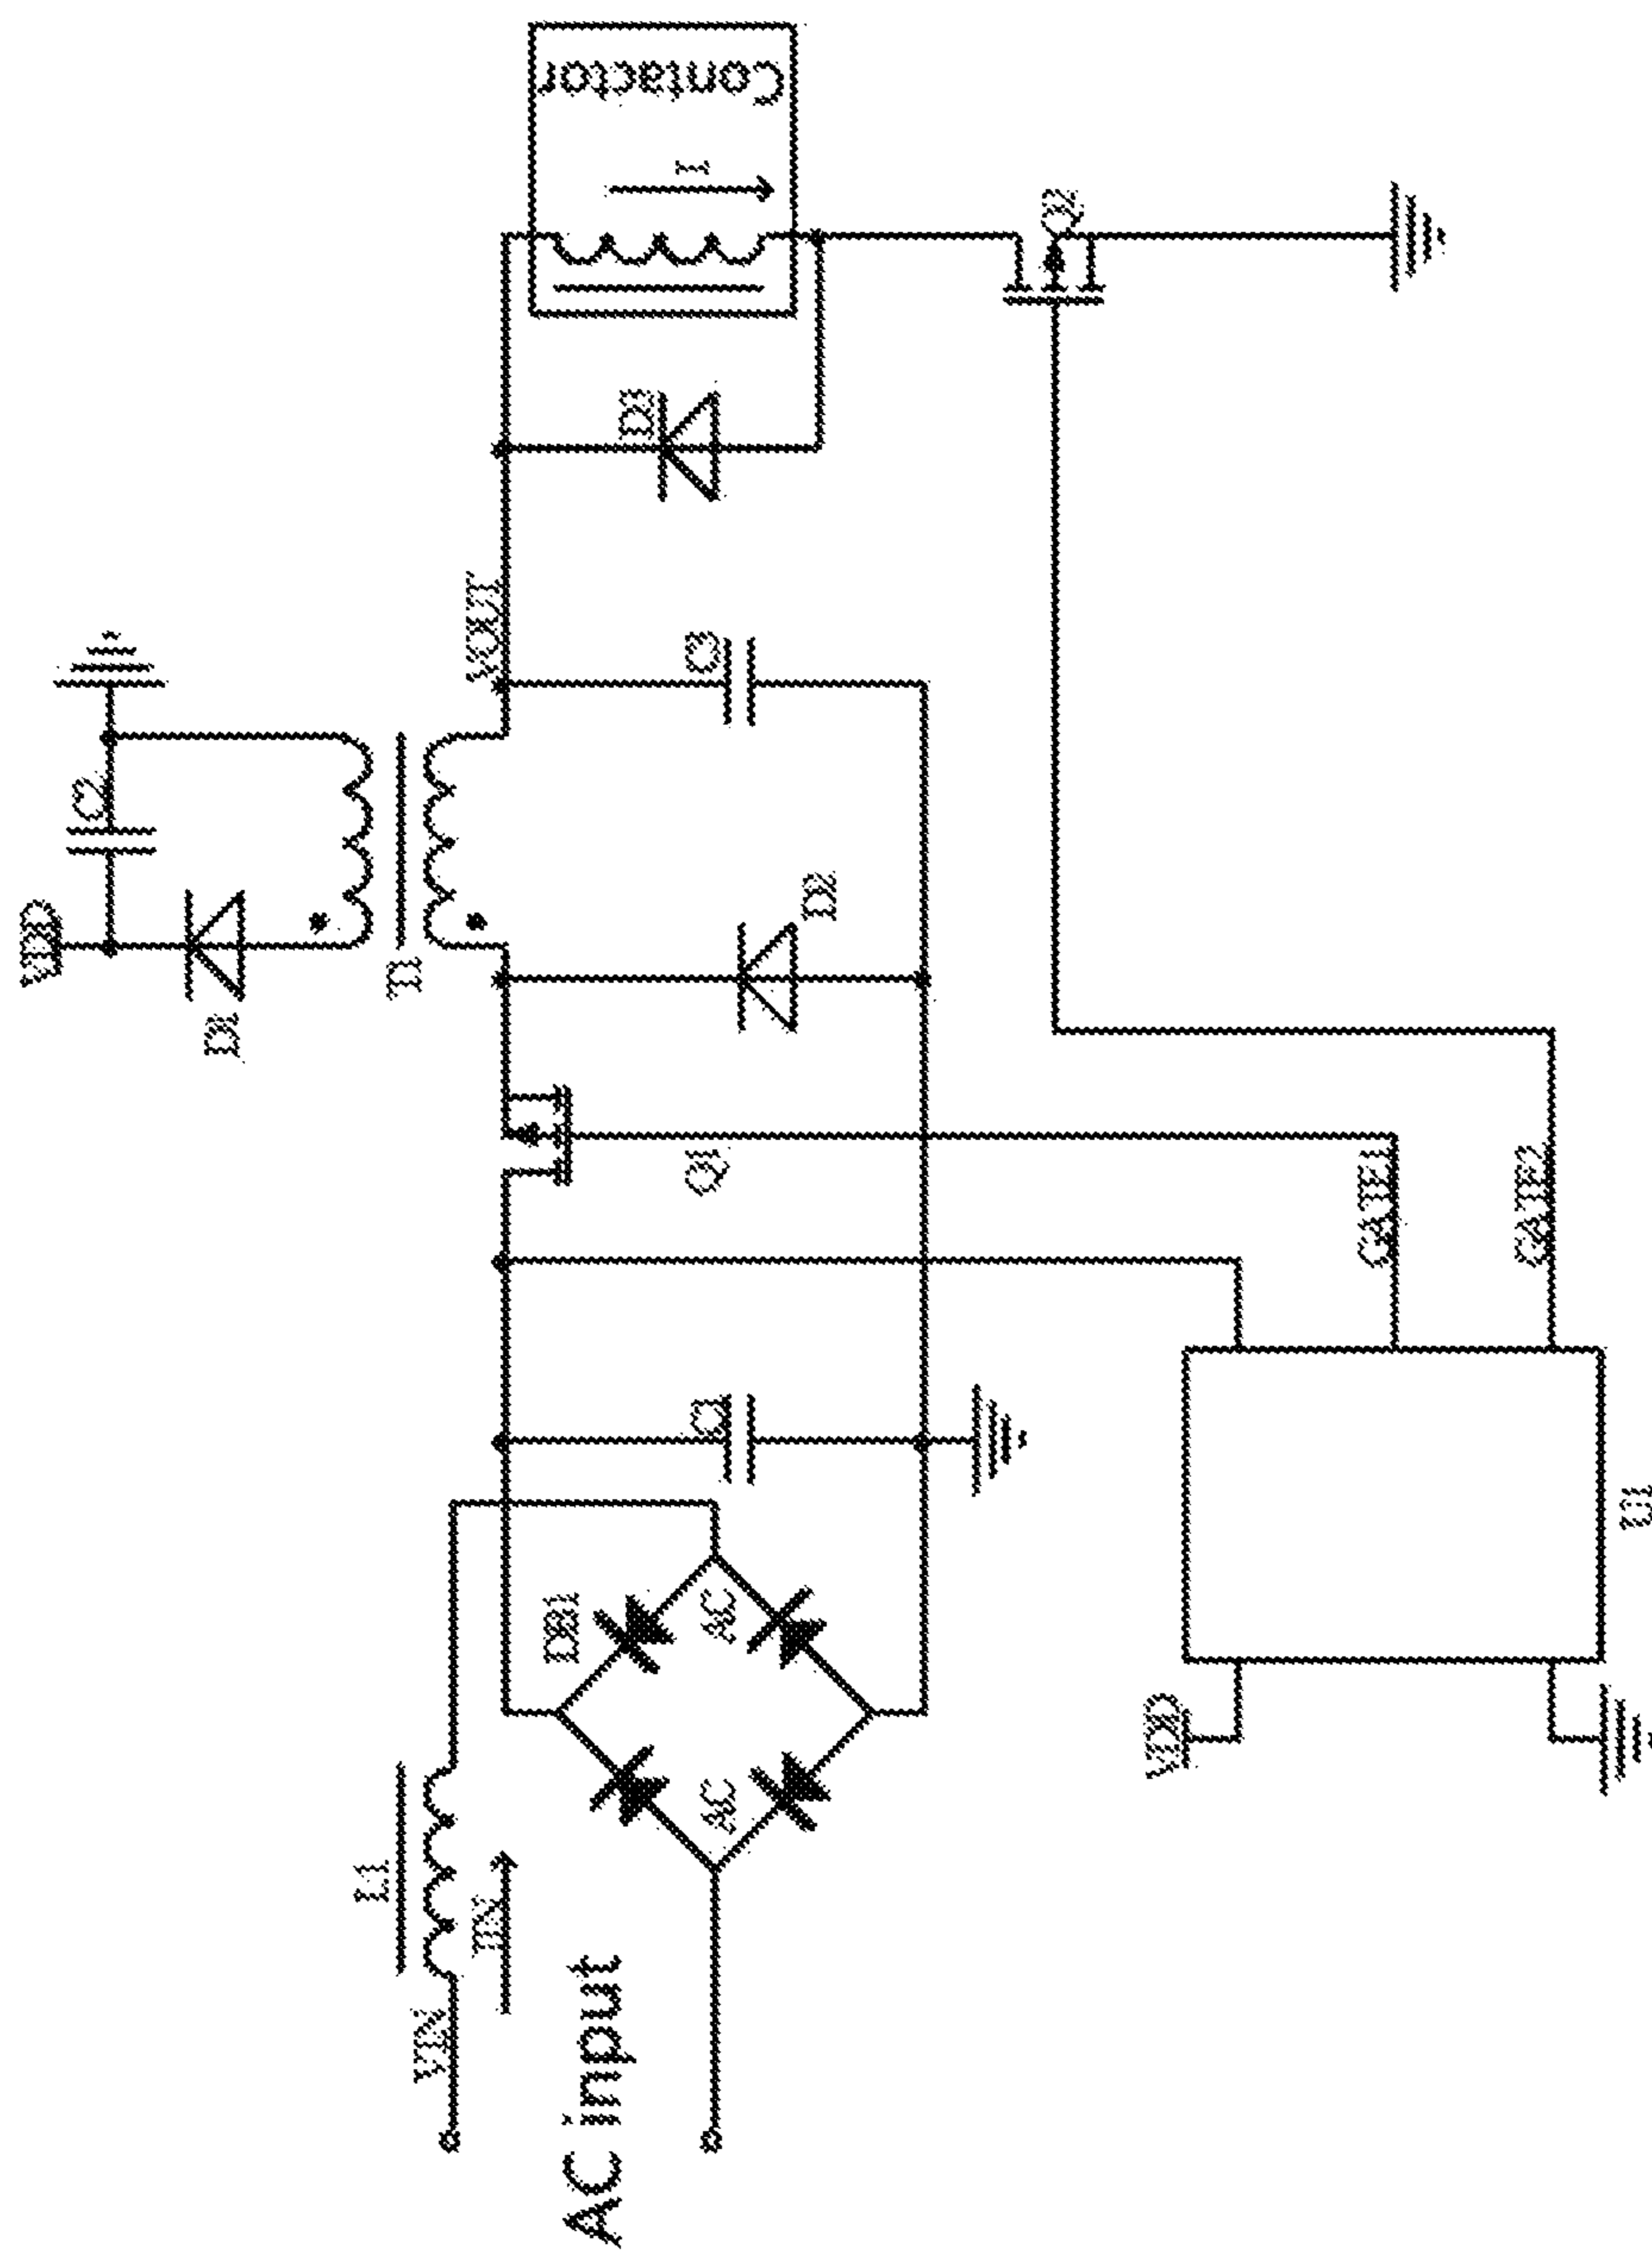 VDD
C2
D1
T1
L1
VIN
IIN
AC input
DB1
AC
AC
C1
Q1
D2
C3
VOUT
D3
I
Contactor
Q2
VDD
U1
GATE1
GATE2